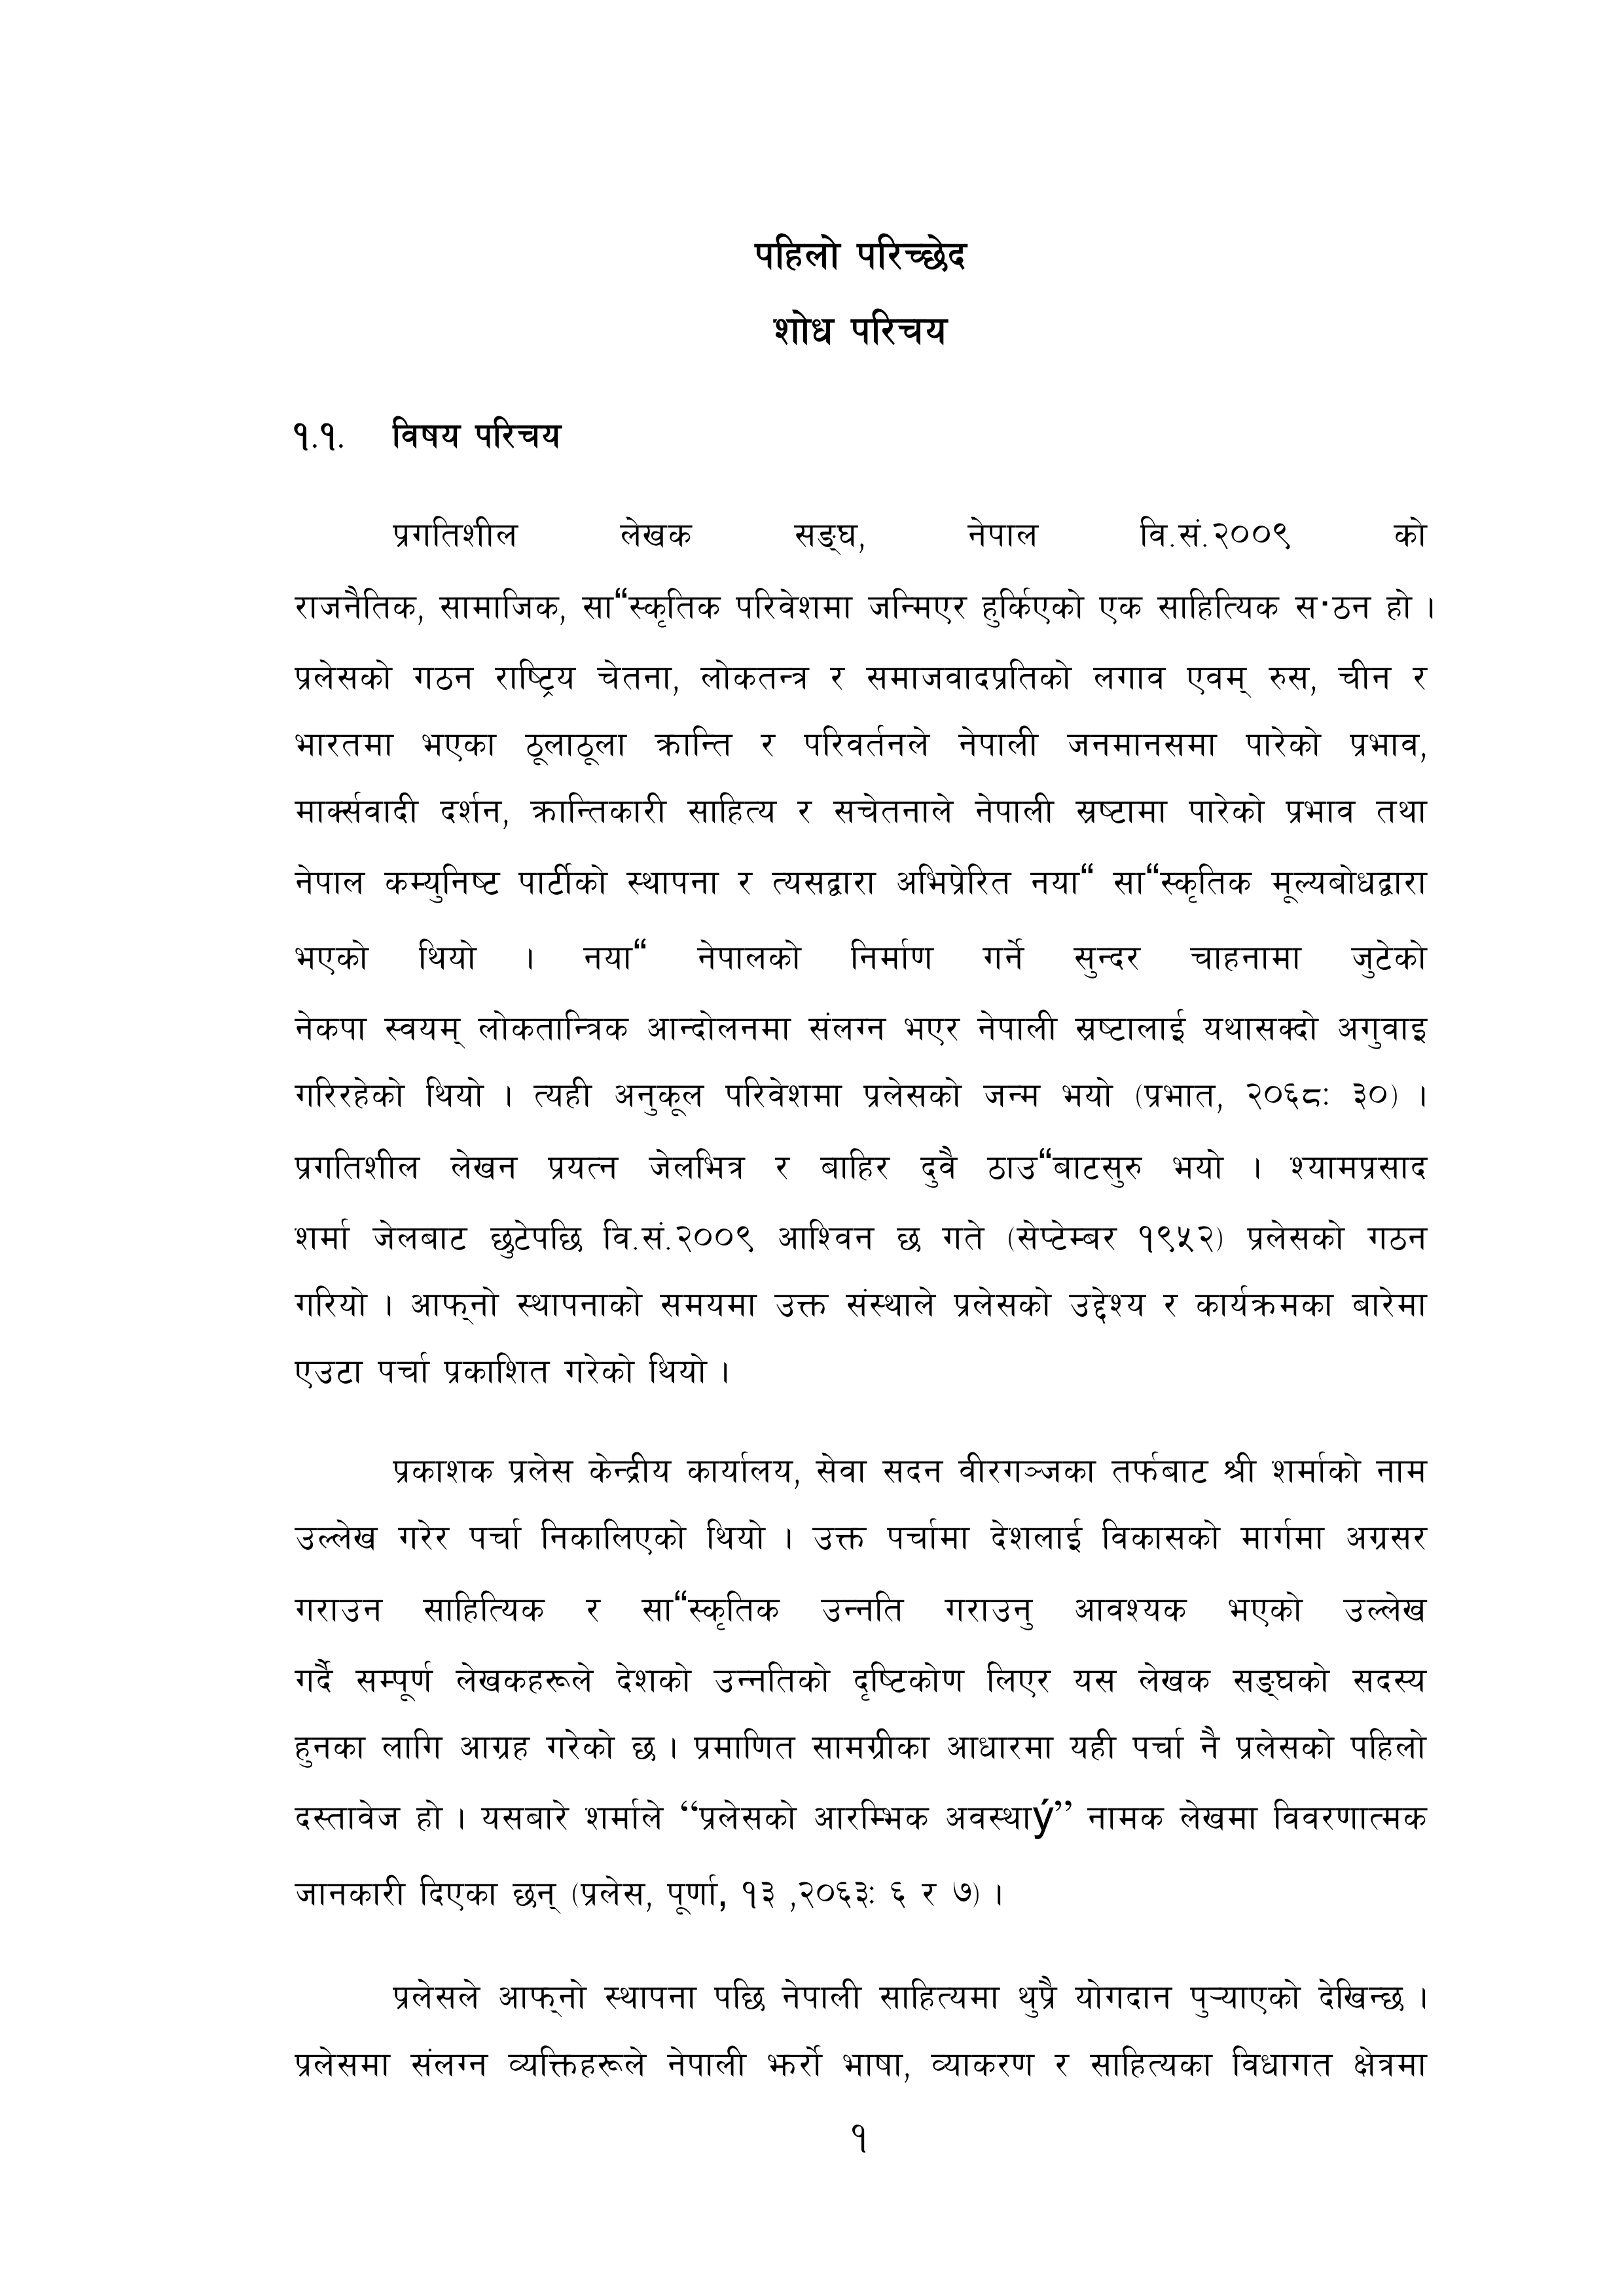 पहिलो परिच्छेद
शोध परिचय
१.१. विषय परिचय
प्रगतिशील लेखक सङ्घ, नेपाल वि.सं.२००९ को
राजनैतिक, सामाजिक, सा“स्कृतिक परिवेशमा जन्मिएर हुर्किएको एक साहित्यिक स·ठन हो ।
प्रलेसको गठन राष्ट्रिय चेतना, लोकतन्त्र र समाजवादप्रतिको लगाव एवम् रुस, चीन र
भारतमा भएका ठूलाठूला क्रान्ति र परिवर्तनले नेपाली जनमानसमा पारेको प्रभाव,
मार्क्सवादी दर्शन, क्रान्तिकारी साहित्य र सचेतनाले नेपाली स्रष्टामा पारेको प्रभाव तथा
नेपाल कम्युनिष्ट पार्टीको स्थापना र त्यसद्वारा अभिप्रेरित नया“ सा“स्कृतिक मूल्यबोधद्वारा
भएको थियो । नया“ नेपालको निर्माण गर्ने सुन्दर चाहनामा जुटेको
नेकपा स्वयम् लोकतान्त्रिक आन्दोलनमा संलग्न भएर नेपाली स्रष्टालाई यथासक्दो अगुवाइ
गरिरहेको थियो । त्यही अनुकूल परिवेशमा प्रलेसको जन्म भयो (प्रभात, २०६८ः ३०) ।
प्रगतिशील लेखन प्रयत्न जेलभित्र र बाहिर दुवै ठाउ“बाटसुरु भयो । श्यामप्रसाद
शर्मा जेलबाट छुटेपछि वि.सं.२००९ आश्विन छ गते (सेप्टेम्बर १९५२) प्रलेसको गठन
गरियो । आफ्नो स्थापनाको समयमा उक्त संस्थाले प्रलेसको उद्देश्य र कार्यक्रमका बारेमा
एउटा पर्चा प्रकाशित गरेको थियो ।
प्रकाशक प्रलेस केन्द्रीय कार्यालय, सेवा सदन वीरगञ्जका तर्फबाट श्री शर्माको नाम
उल्लेख गरेर पर्चा निकालिएको थियो । उक्त पर्चामा देशलाई विकासको मार्गमा अग्रसर
गराउन साहित्यिक र सा“स्कृतिक उन्नति गराउनु आवश्यक भएको उल्लेख
गर्दै सम्पूर्ण लेखकहरूले देशको उन्नतिको दृष्टिकोण लिएर यस लेखक सङ्घको सदस्य
हुनका लागि आग्रह गरेको छ । प्रमाणित सामग्रीका आधारमा यही पर्चा नै प्रलेसको पहिलो
दस्तावेज हो । यसबारे शर्माले “प्रलेसको आरम्भिक अवस्थाý” नामक लेखमा विवरणात्मक
जानकारी दिएका छन् (प्रलेस, पूर्णा, १३ ,२०६३ः ६ र ७) ।
प्रलेसले आफ्नो स्थापना पछि नेपाली साहित्यमा थुप्रै योगदान पुऱ्याएको देखिन्छ ।
प्रलेसमा संलग्न व्यक्तिहरूले नेपाली झर्रो भाषा, व्याकरण र साहित्यका विधागत क्षेत्रमा
१